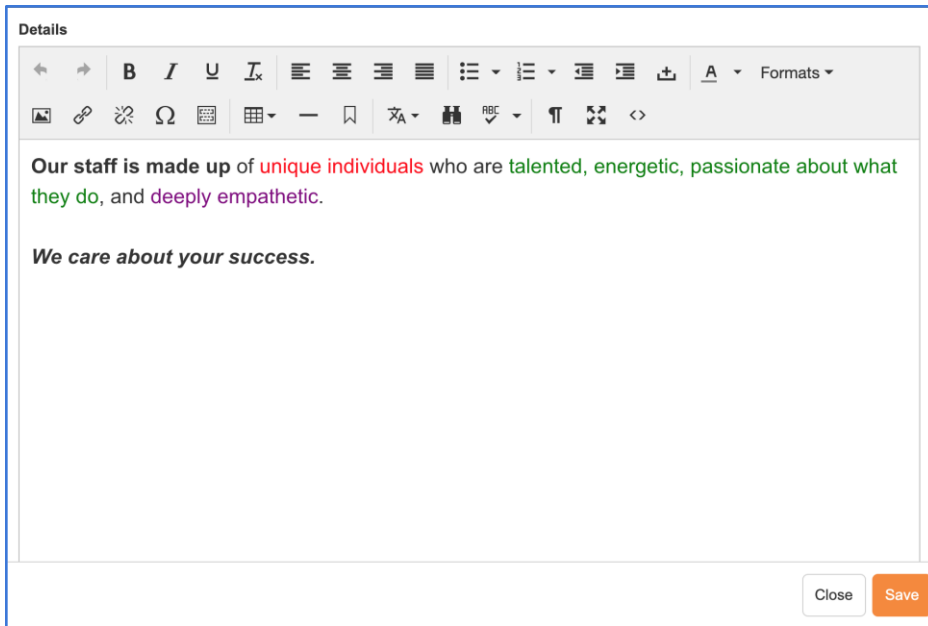 Details
Formats
Our staff is made up of unique individuals who are talented, energetic, passionate about what
they do, and deeply empathetic.
We care about your success.
Close Save